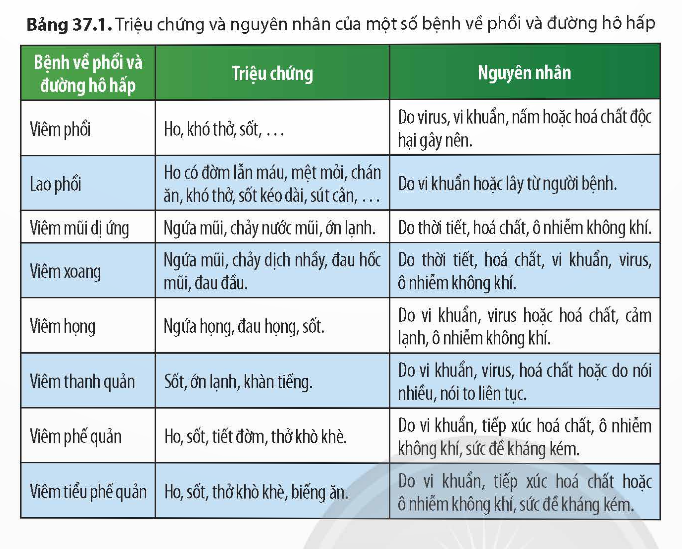 Bảng 37.1. Triệu chứng và nguyên nhân của một số bệnh về phổi và đường hô hấp
Bệnh về phổi và
đường hô hấp
Triệu chứng
Nguyên nhân
Viêm phổi
Ho, khó thở, sốt, …
Do virus, vi khuẩn, nấm hoặc hoá chất độc
hại gây nên.
Lao phổi
Ho có đờm lẫn máu, mệt mỏi, chán
ăn, khó thở, sốt kéo dài, sút cân, …
Do vi khuẩn hoặc lây từ người bệnh.
Viêm mũi dị ứng
Ngứa mũi, chảy nước mũi, ớn lạnh.
Do thời tiết, hoá chất, ô nhiễm không khí.
Viêm xoang
Ngứa mũi, chảy dịch nhầy, đau hốc
mũi, đau đầu.
Do thời tiết, hoá chất, vi khuẩn, virus,
ô nhiễm không khí.
Viêm họng
Ngứa họng, đau họng, sốt.
Do vi khuẩn, virus hoặc hoá chất, cảm
lạnh, ô nhiễm không khí.
Viêm thanh quản
Sốt, ớn lạnh, khàn tiếng.
Do vi khuẩn, virus, hoá chất hoặc do nói
nhiều, nói to liên tục.
Viêm phế quản
Ho, sốt, tiết đờm, thở khò khè.
Do vi khuẩn, tiếp xúc hoá chất, ô nhiễm
không khí, sức đề kháng kém.
Viêm tiểu phế quản
Ho, sốt, thở khò khè, biếng ăn.
Do vi khuẩn, tiếp xúc hoá chất hoặc
ô nhiễm không khí, sức đề kháng kém.